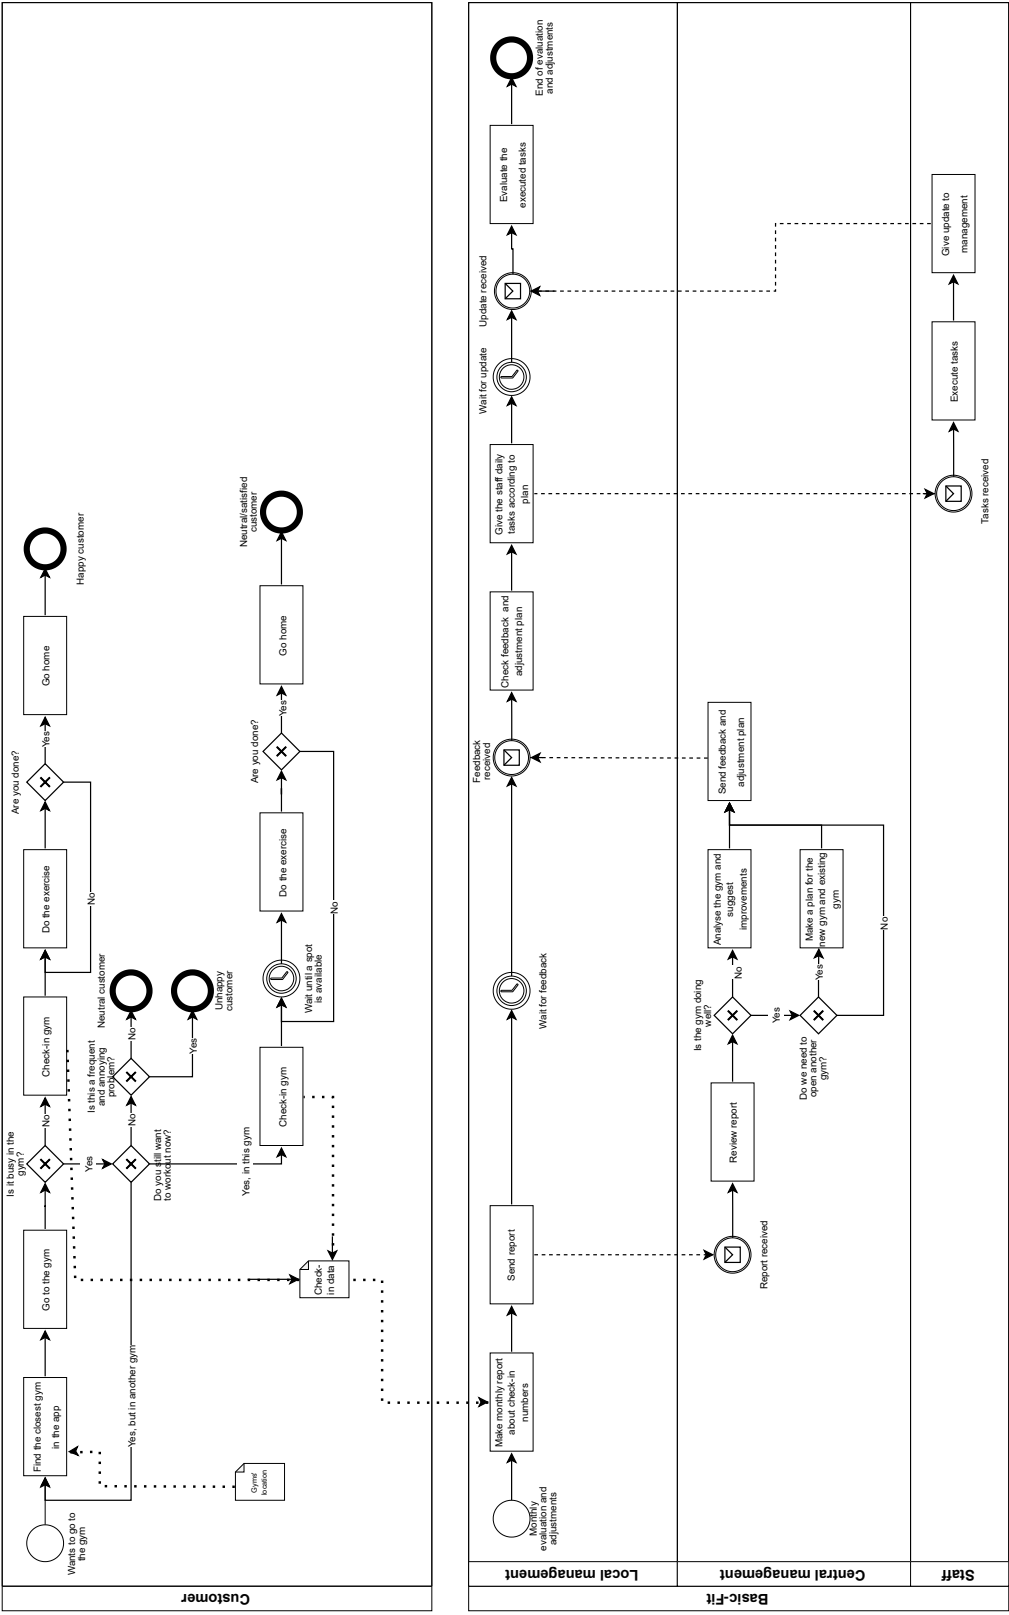 Customer
Wants to go to
the gym
Find the closest gym
in the app
Gyms'
location
Go to the gym
Is it busy in the
gym?
No
Yes
Check-in gym
Do the exercise
Are you done?
Yes
No
Go home
Happy customer
Do you still want
to workout now?
No
Yes, but in another gym
Yes, in this gym
Is this a frequent
and annoying
problem?
No
Yes
Neutral customer
Unhappy
customer
Check-in gym
Check-
in data
Wait until a spot
is available
Do the exercise
Are you done?
Yes
No
Go home
Neutral/satisfied
customer
Basic-Fit
Local management
Monthly
evaluation and
adjustments
Make monthly report
about check-in
numbers
Send report
Wait for feedback
Feedback
received
Check feedback and
adjustment plan
Give the staff daily
tasks according to
plan
Wait for update
Update received
Evaluate the
executed tasks
End of evaluation
and adjustments
Central management
Report received
Review report
Is the gym doing
well?
No
Yes
Analyse the gym and
suggest
improvements
Do we need to
open another
gym?
Yes
No
Make a plan for the
new gym and existing
gym
Send feedback and
adjustment plan
Staff
Tasks received
Execute tasks
Give update to
management